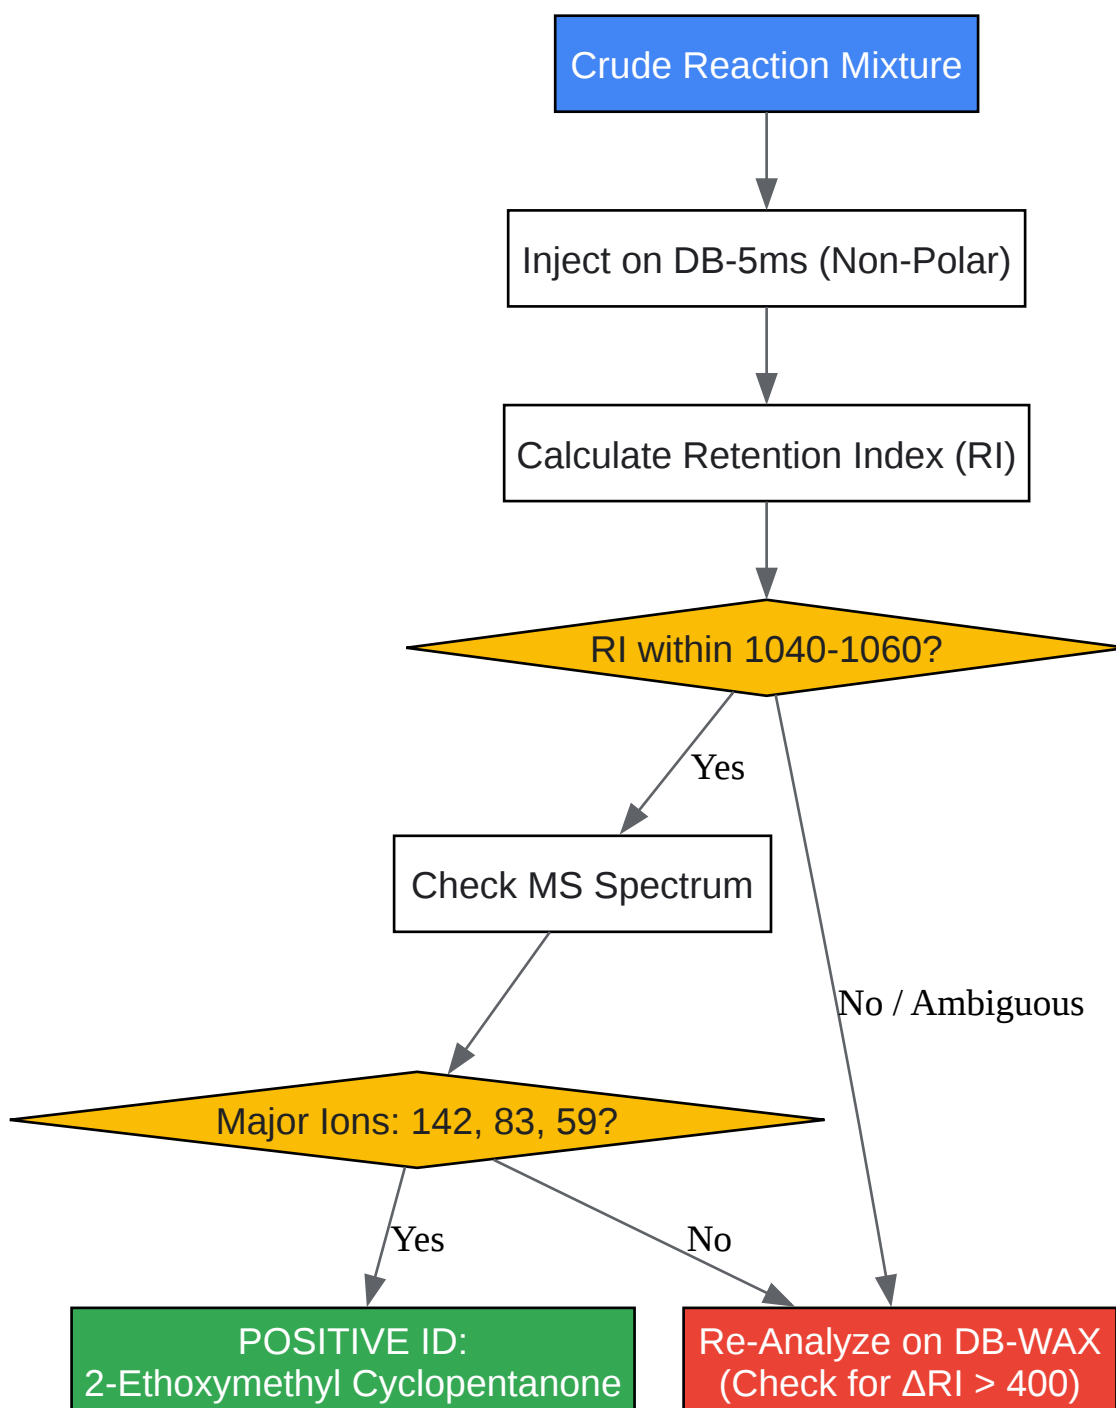 Crude Reaction Mixture
Inject on DB-5ms (Non-Polar)
Calculate Retention Index (RI)
RI within 1040-1060?
Yes
Check MS Spectrum
No / Ambiguous
Major Ions: 142, 83, 59?
Yes
No
POSITIVE ID:
2-Ethoxymethyl Cyclopentanone
Re-Analyze on DB-WAX
(Check for ΔRI > 400)